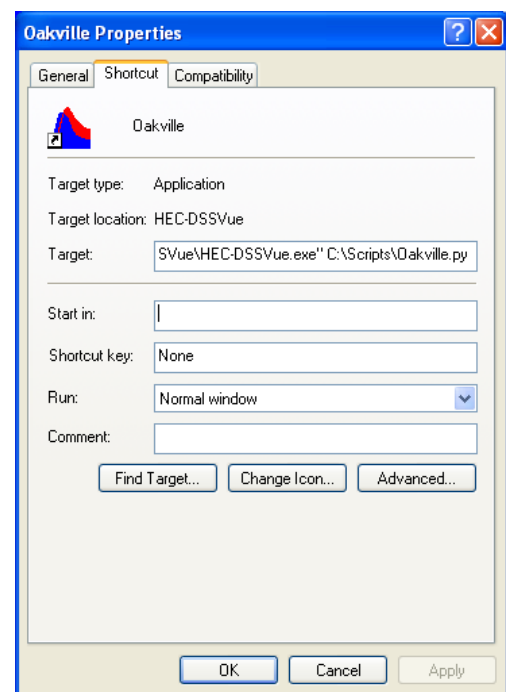 Oakville Properties
General Shortcut Compatibility
Oakville
Target type: Application
Target location: HEC-DSSVue
Target: SVue\HEC-DSSVue.exe" C:\Scripts\Oakville.py
Start in:
Shortcut key: None
Run: Normal window
Comment:
Find Target... Change Icon... Advanced...
OK Cancel Apply